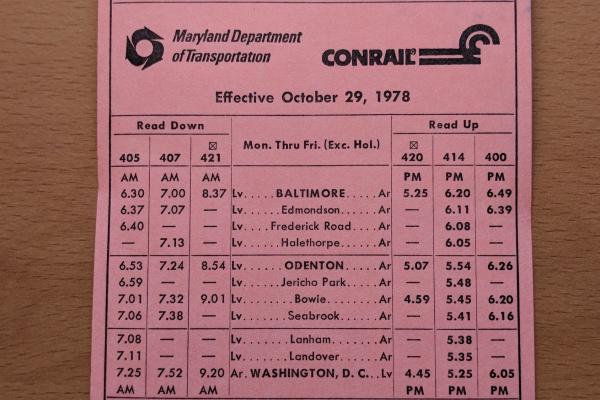 Maryland Department
of Transportation
CONRAIL
Effective October 29, 1978
Read Down Read Up
Mon. Thru Fri. (Exc. Hol.)
405 407 421 420 414 400
AM AM AM PM PM PM
6.30 7.00 8.37 Lv.....BALTIMORE.....Ar 5.25 6.20 6.49
6.37 7.07 — Lv......Edmondson......Ar — 6.11 6.39
6.40 — — Lv....Frederick Road....Ar — 6.08 —
— 7.13 — Lv......Halethorpe......Ar — 6.05 —
6.53 7.24 8.54 Lv......ODENTON.....Ar 5.07 5.54 6.26
6.59 — — Lv.....Jericho Park.....Ar — 5.48 —
7.01 7.32 9.01 Lv........Bowie........Ar 4.59 5.45 6.20
7.06 7.38 — Lv......Seabrook......Ar — 5.41 6.16
7.08 — — Lv.......Lanham.......Ar — 5.38 —
7.11 — — Lv.......Landover......Ar — 5.35 —
7.25 7.52 9.20 Ar. WASHINGTON, D. C...Lv 4.45 5.25 6.05
AM AM AM PM PM PM